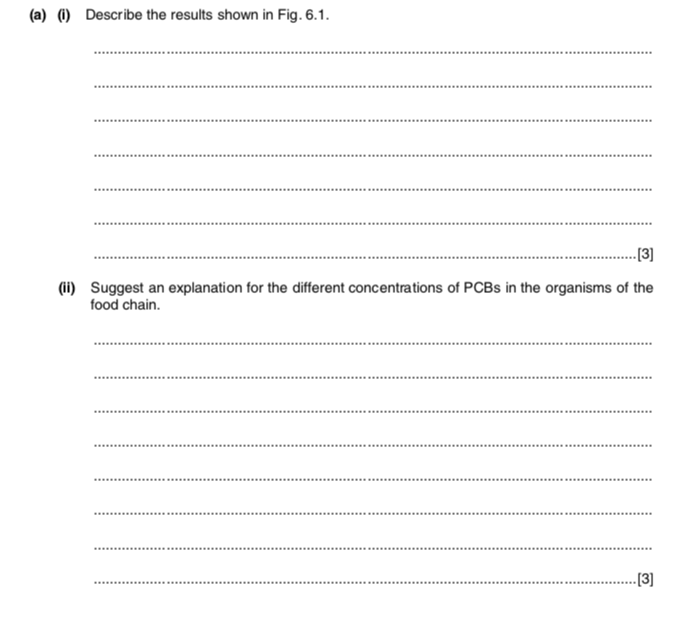 (a) (i) Describe the results shown in Fig. 6.1.
[3]
(ii) Suggest an explanation for the different concentrations of PCBs in the organisms of the
food chain.
[3]